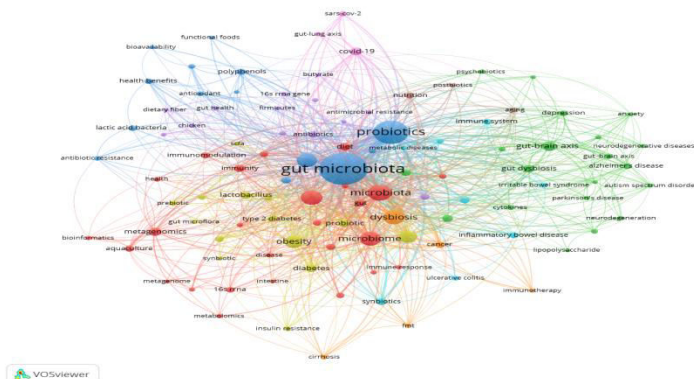 sars-cov-2
gut-lung axis
functional foods
bioavailability
covid-19
polyphenols
butyrate
psychobiotics
health benefits
postbiotics
antioxidant
16s rrna gene
nutrition
aging
dietary fiber
gut health
firmicutes
antimicrobial resistance
depression
anxiety
lactic acid bacteria
chicken
immune system
antibiotics
probiotics
scfa
diet
metabolic diseases
gut-brain axis
neurodegenerative diseases
antibiotic resistance
immunomodulation
gut–brain axis
alzheimer's disease
immunity
gut microbiota
gut dysbiosis
health
irritable bowel syndrome
autism spectrum disorder
prebiotic
lactobacillus
microbiota
parkinson's disease
gut
cytokines
gut microflora
type 2 diabetes
probiotic
dysbiosis
neurodegeneration
metagenomics
bioinformatics
obesity
microbiome
inflammatory bowel disease
aquaculture
cancer
lipopolysaccharide
synbiotic
disease
diabetes
immune response
metagenome
intestine
ulcerative colitis
16s rrna
synbiotics
immunotherapy
metabolomics
insulin resistance
fmt
cirrhosis
VOSviewer